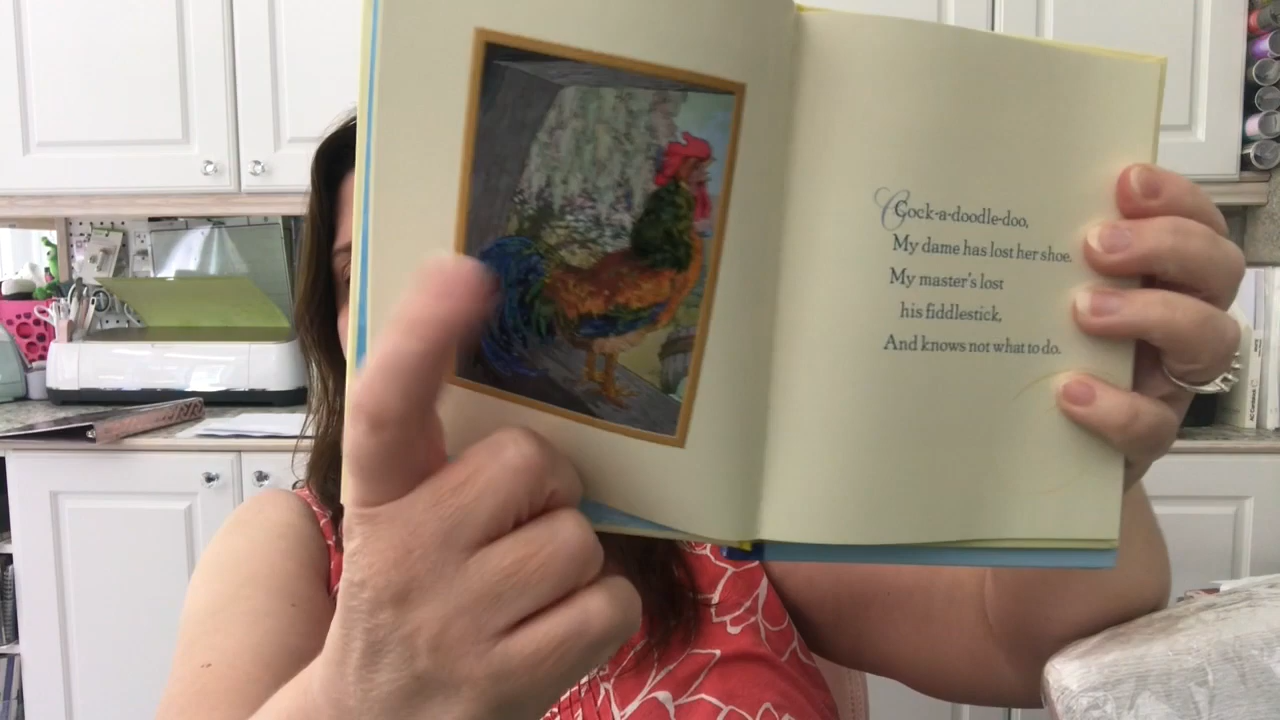 Cock-a-doodle-doo,
My dame has lost her shoe.
My master's lost
his fiddlestick,
And knows not what to do.